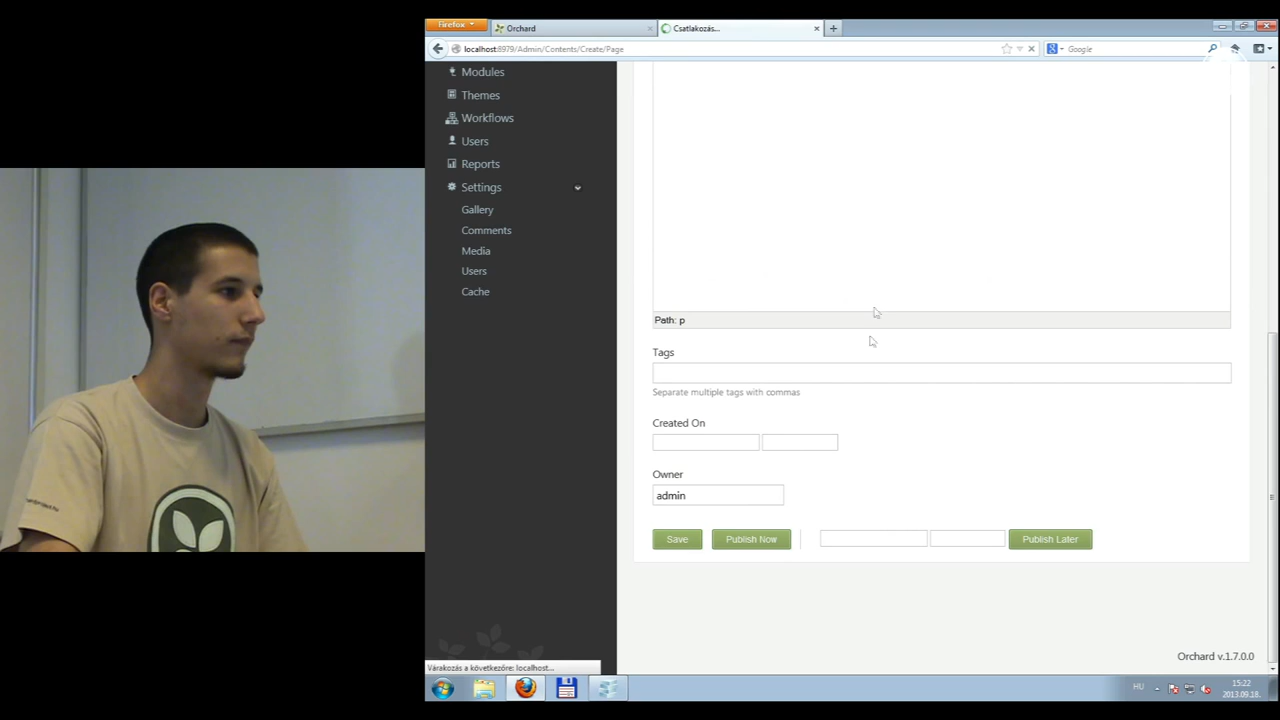 Firefox
Orchard
Csatlakozás...
localhost:8979/Admin/Contents/Create/Page
Google
Modules
Themes
Workflows
Users
Reports
Settings
Gallery
Comments
Media
Users
Cache
Path: p
Tags
Separate multiple tags with commas
Created On
Owner
admin
Save
Publish Now
Publish Later
Orchard v.1.7.0.0
Várakozás a következőre: localhost...
HU
15:22
2013.09.18.